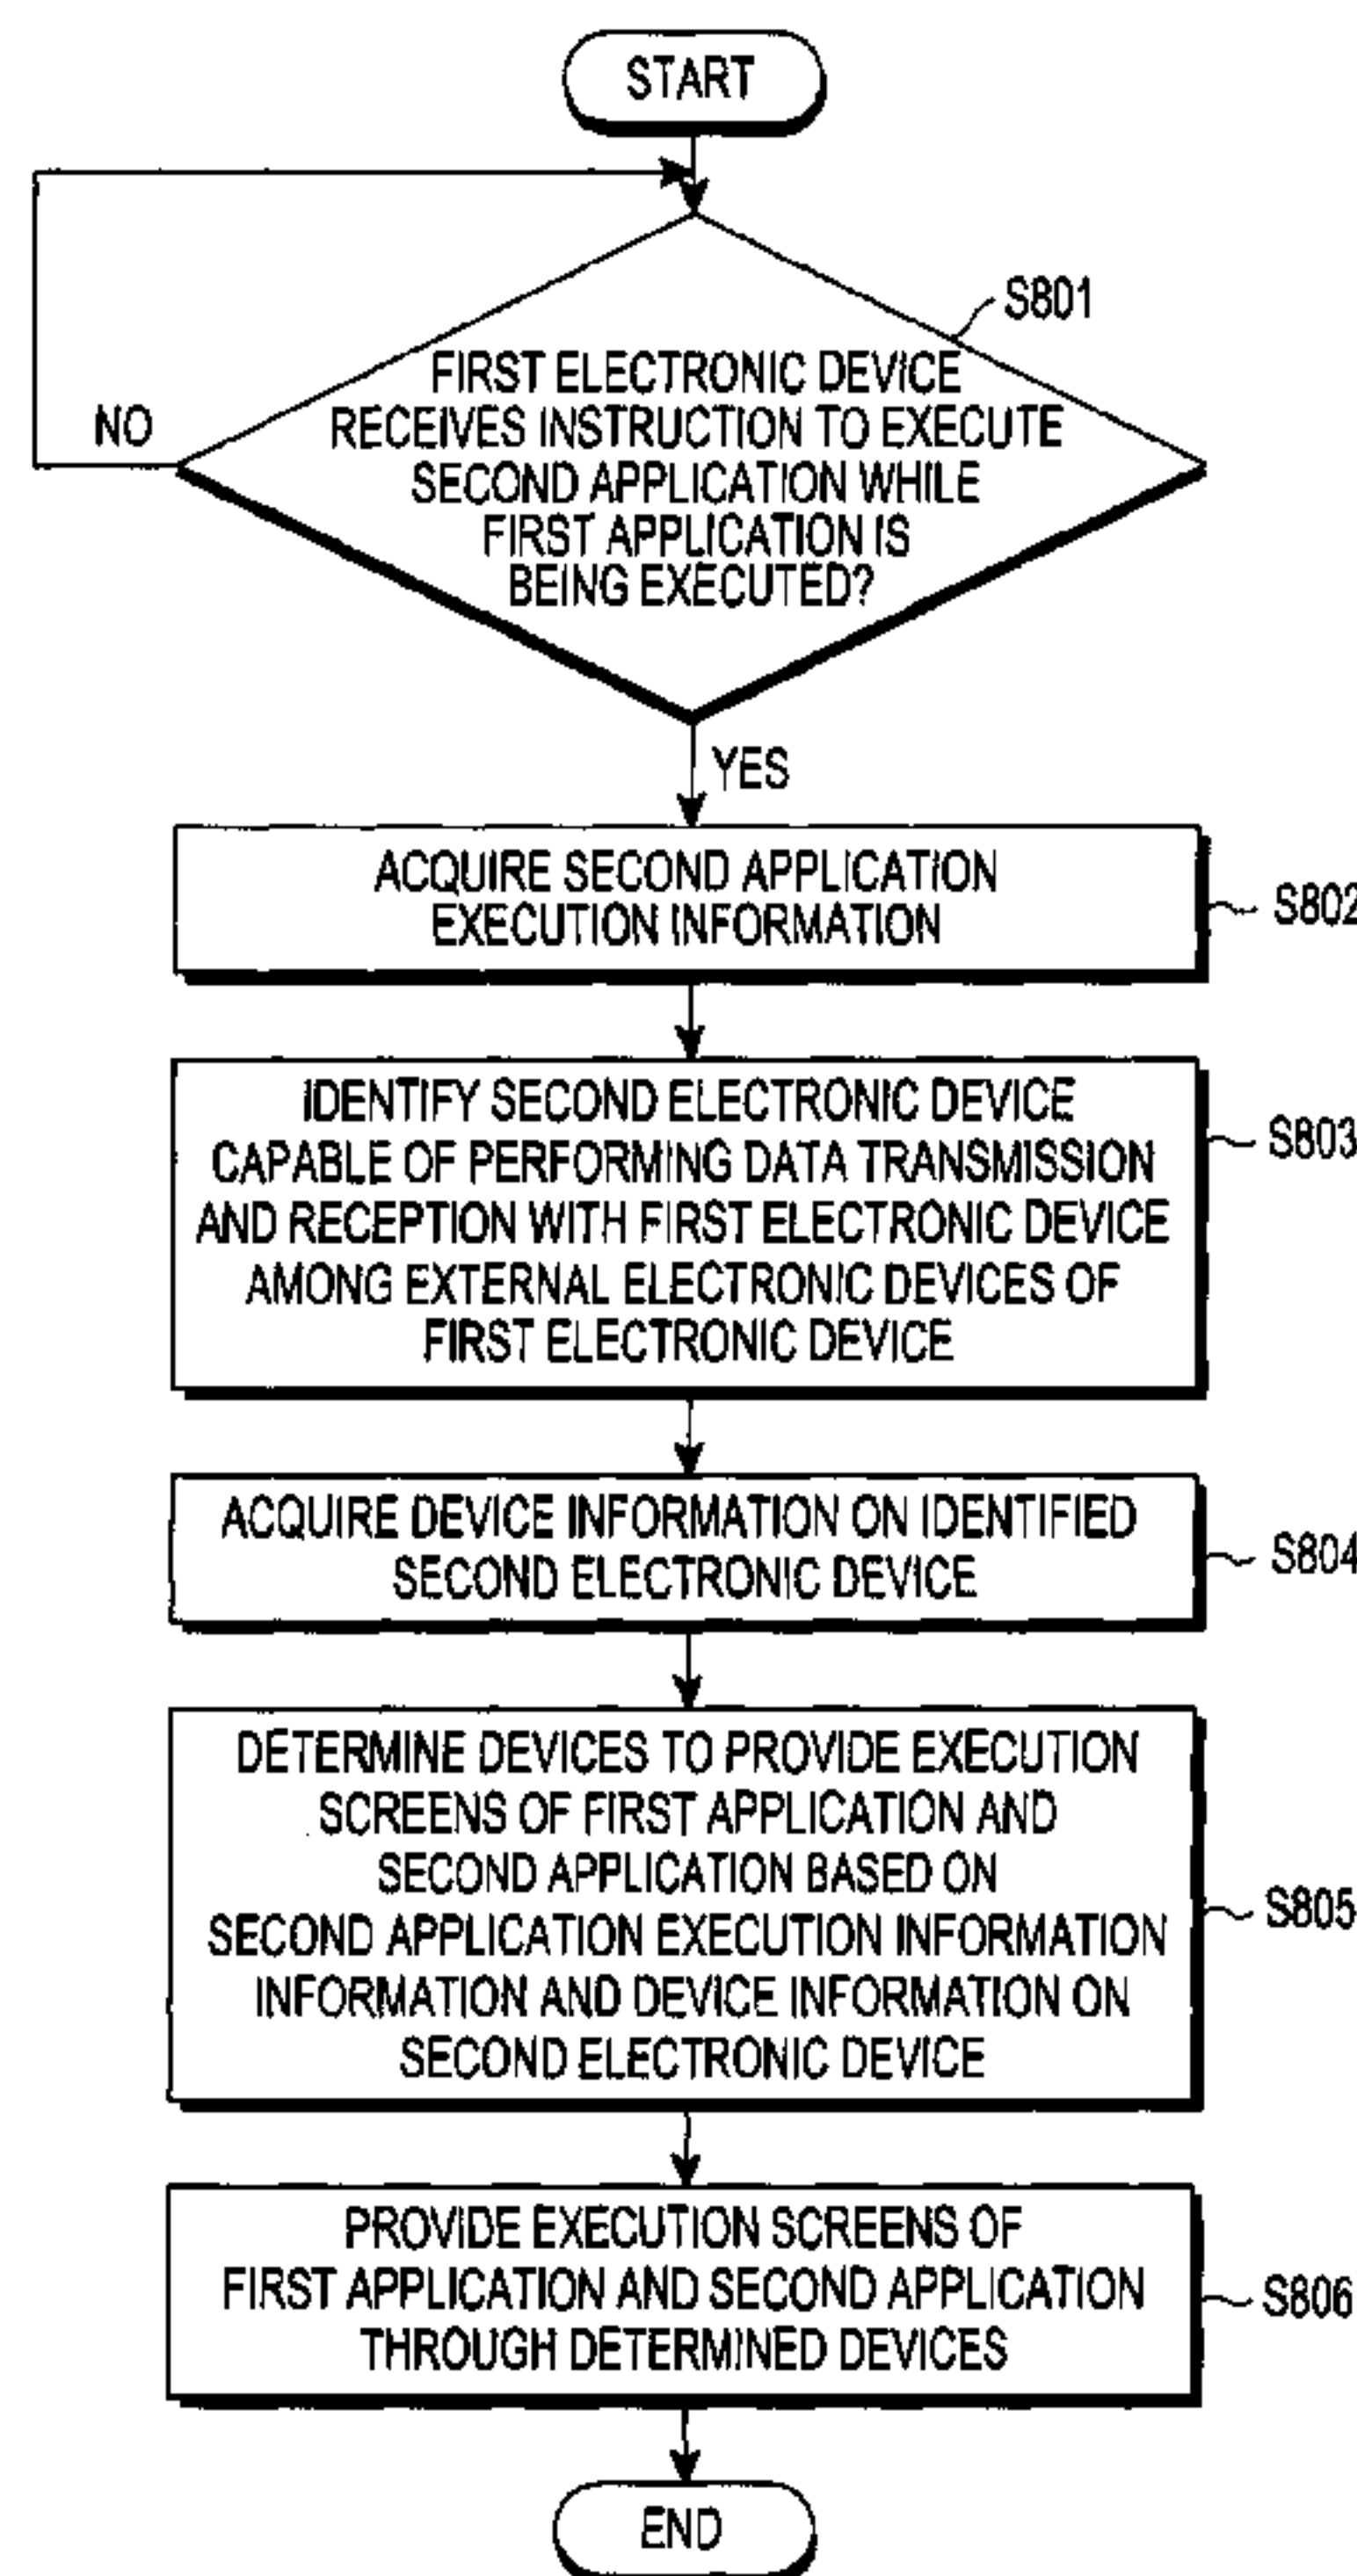 START
S801
FIRST ELECTRONIC DEVICE
RECEIVES INSTRUCTION TO EXECUTE
SECOND APPLICATION WHILE
FIRST APPLICATION IS
BEING EXECUTED?
NO
YES
ACQUIRE SECOND APPLICATION
EXECUTION INFORMATION
S802
IDENTIFY SECOND ELECTRONIC DEVICE
CAPABLE OF PERFORMING DATA TRANSMISSION
AND RECEPTION WITH FIRST ELECTRONIC DEVICE
AMONG EXTERNAL ELECTRONIC DEVICES OF
FIRST ELECTRONIC DEVICE
S803
ACQUIRE DEVICE INFORMATION ON IDENTIFIED
SECOND ELECTRONIC DEVICE
S804
DETERMINE DEVICES TO PROVIDE EXECUTION
SCREENS OF FIRST APPLICATION AND
SECOND APPLICATION BASED ON
SECOND APPLICATION EXECUTION INFORMATION
INFORMATION AND DEVICE INFORMATION ON
SECOND ELECTRONIC DEVICE
S805
PROVIDE EXECUTION SCREENS OF
FIRST APPLICATION AND SECOND APPLICATION
THROUGH DETERMINED DEVICES
S806
END